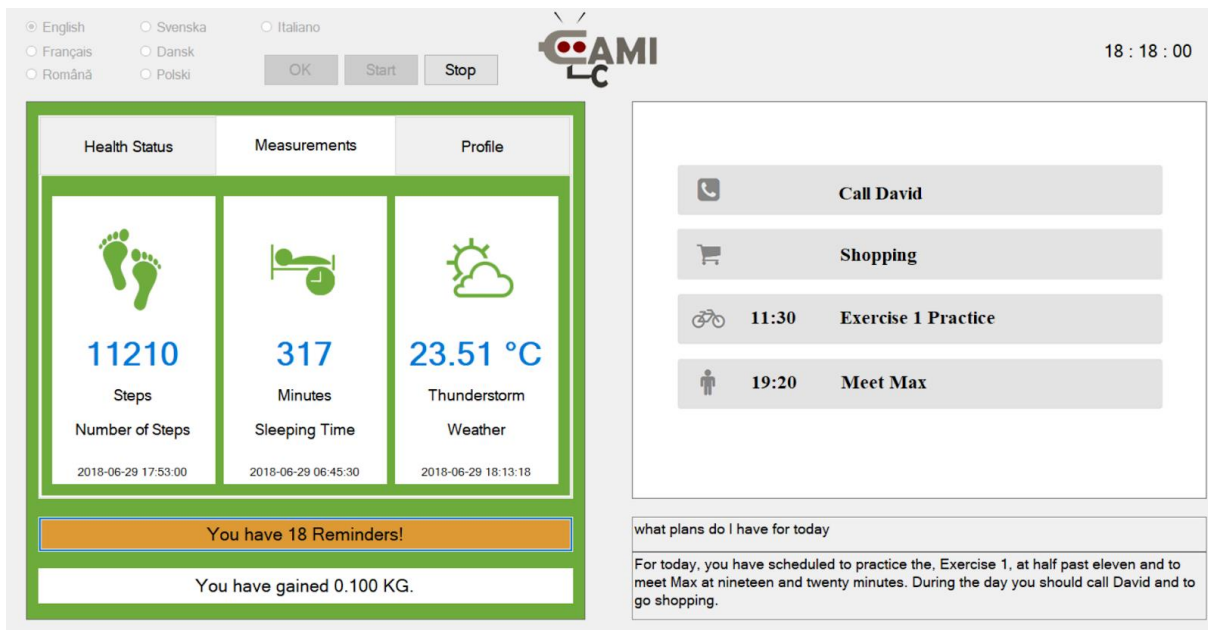 English
Svenska
Italiano
Français
Dansk
Română
Polski
OK
Start
Stop
CAMI
C
18 : 18 : 00
Health Status
Measurements
Profile
11210
Steps
Number of Steps
2018-06-29 17:53:00
317
Minutes
Sleeping Time
2018-06-29 06:45:30
23.51 °C
Thunderstorm
Weather
2018-06-29 18:13:18
You have 18 Reminders!
You have gained 0.100 KG.
Call David
Shopping
11:30 Exercise 1 Practice
19:20 Meet Max
what plans do I have for today
For today, you have scheduled to practice the, Exercise 1, at half past eleven and to
meet Max at nineteen and twenty minutes. During the day you should call David and to
go shopping.